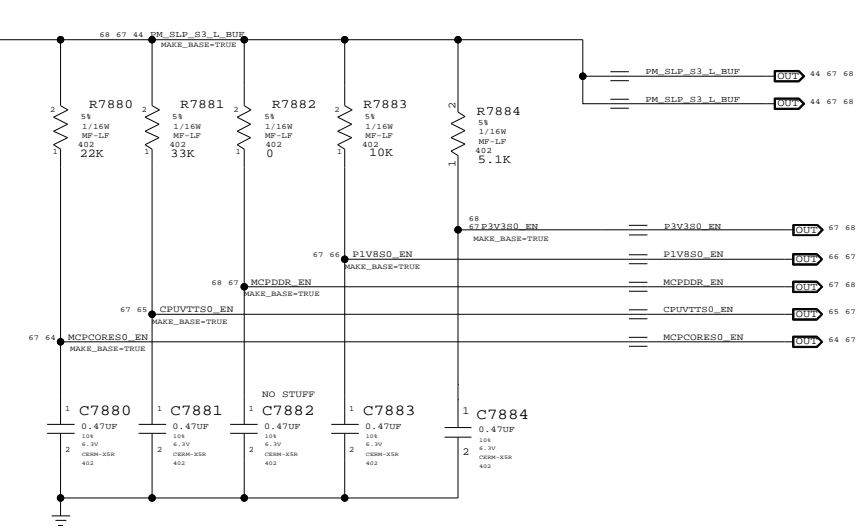 68 67 44 PM_SLP_S3_L_BUF
MAKE_BASE=TRUE
PM_SLP_S3_L_BUF OUT 44 67 68
PM_SLP_S3_L_BUF OUT 44 67 68
2 R7880
5%
1/16W
MF-LF
402
1 22K
2 R7881
5%
1/16W
MF-LF
402
1 33K
2 R7882
5%
1/16W
MF-LF
402
1 0
2 R7883
5%
1/16W
MF-LF
402
1 10K
2 R7884
5%
1/16W
MF-LF
402
1 5.1K
68
67 P3V3S0_EN
MAKE_BASE=TRUE
P3V3S0_EN OUT 67 68
67 66 P1V8S0_EN
MAKE_BASE=TRUE
P1V8S0_EN OUT 66 67
68 67 MCPDDR_EN
MAKE_BASE=TRUE
MCPDDR_EN OUT 67 68
67 65 CPUVTTS0_EN
MAKE_BASE=TRUE
CPUVTTS0_EN OUT 65 67
67 64 MCPCORES0_EN
MAKE_BASE=TRUE
MCPCORES0_EN OUT 64 67
1 C7880
0.47UF
10%
6.3V
2 CERM-X5R
402
1 C7881
0.47UF
10%
6.3V
2 CERM-X5R
402
NO STUFF
1 C7882
0.47UF
10%
6.3V
2 CERM-X5R
402
1 C7883
0.47UF
10%
6.3V
2 CERM-X5R
402
1 C7884
0.47UF
10%
6.3V
2 CERM-X5R
402